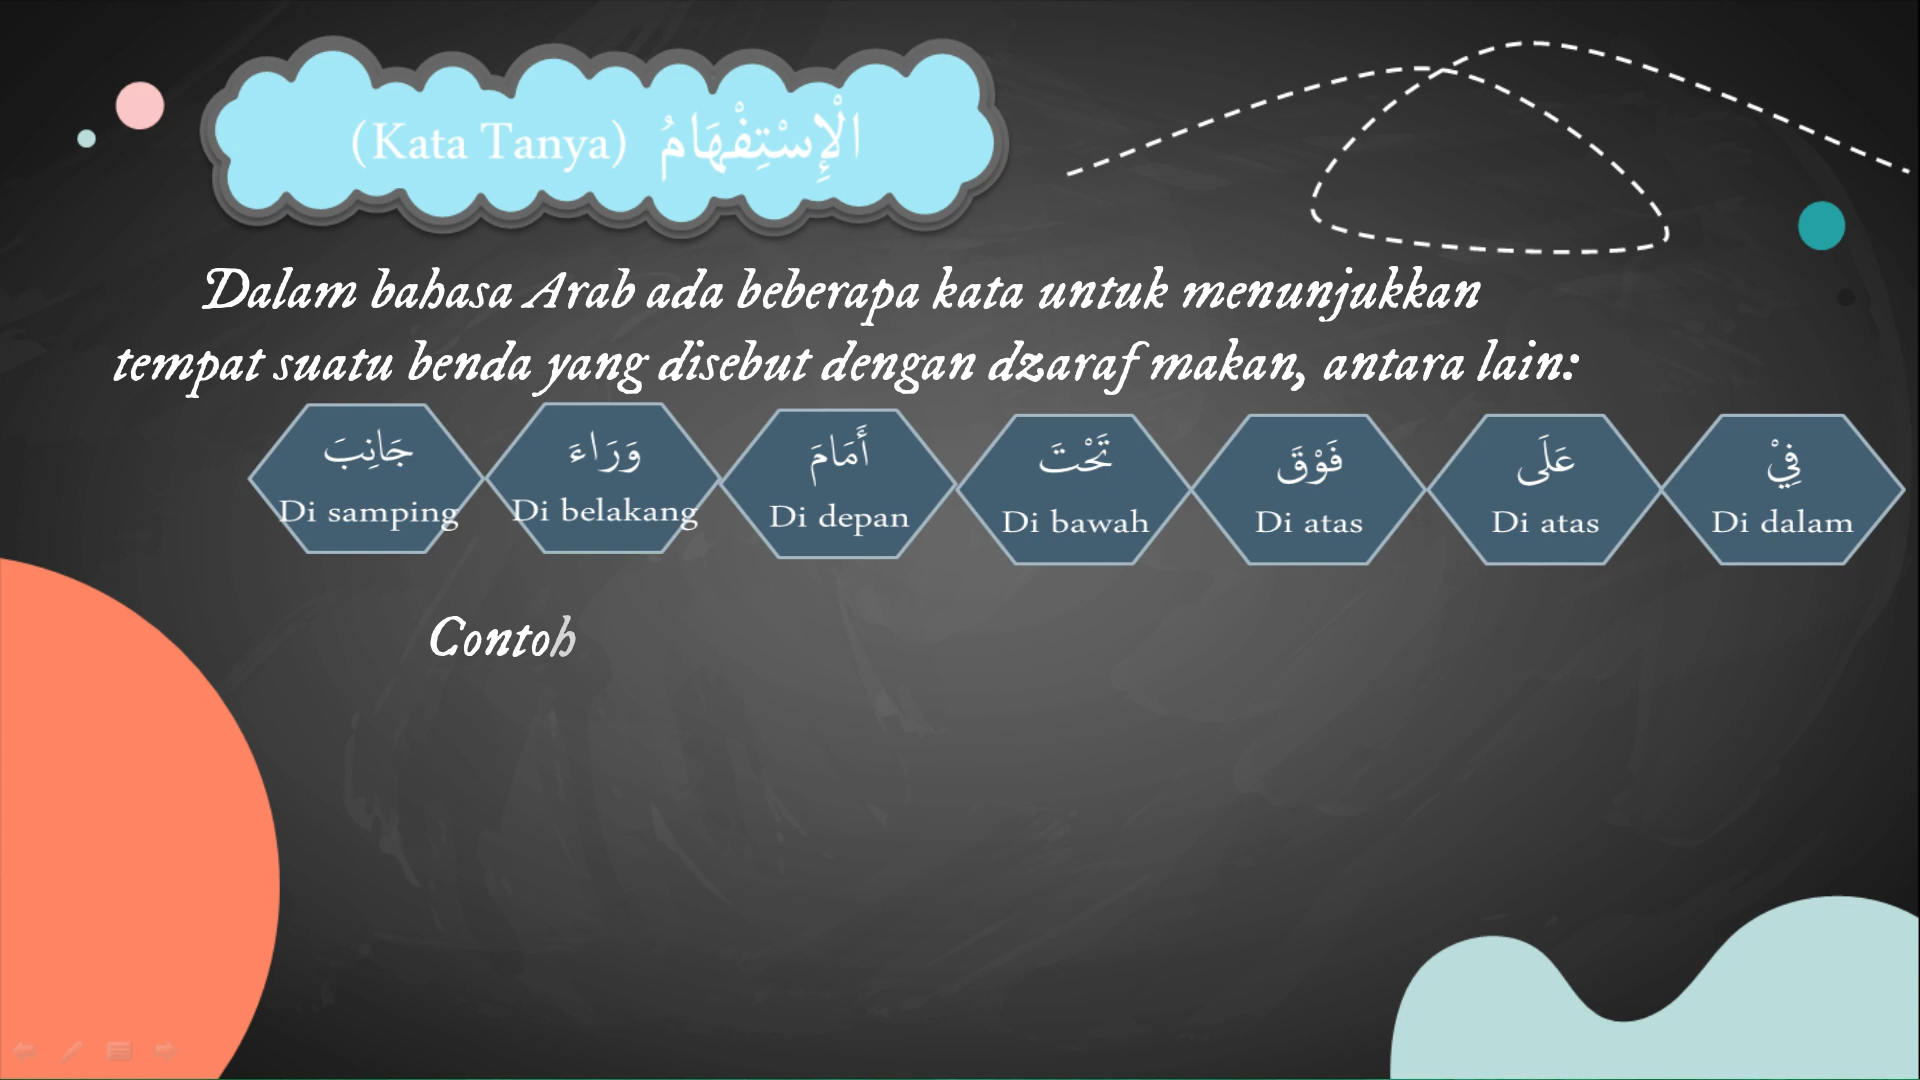 (Kata Tanya) الْإِسْتِفْهَامُ
Dalam bahasa Arab ada beberapa kata untuk menunjukkan
tempat suatu benda yang disebut dengan dzaraf makan, antara lain:
جَانِبَ
Di samping
وَرَاءَ
Di belakang
أَمَامَ
Di depan
تَحْتَ
Di bawah
فَوْقَ
Di atas
عَلَى
Di atas
فِيْ
Di dalam
Contoh